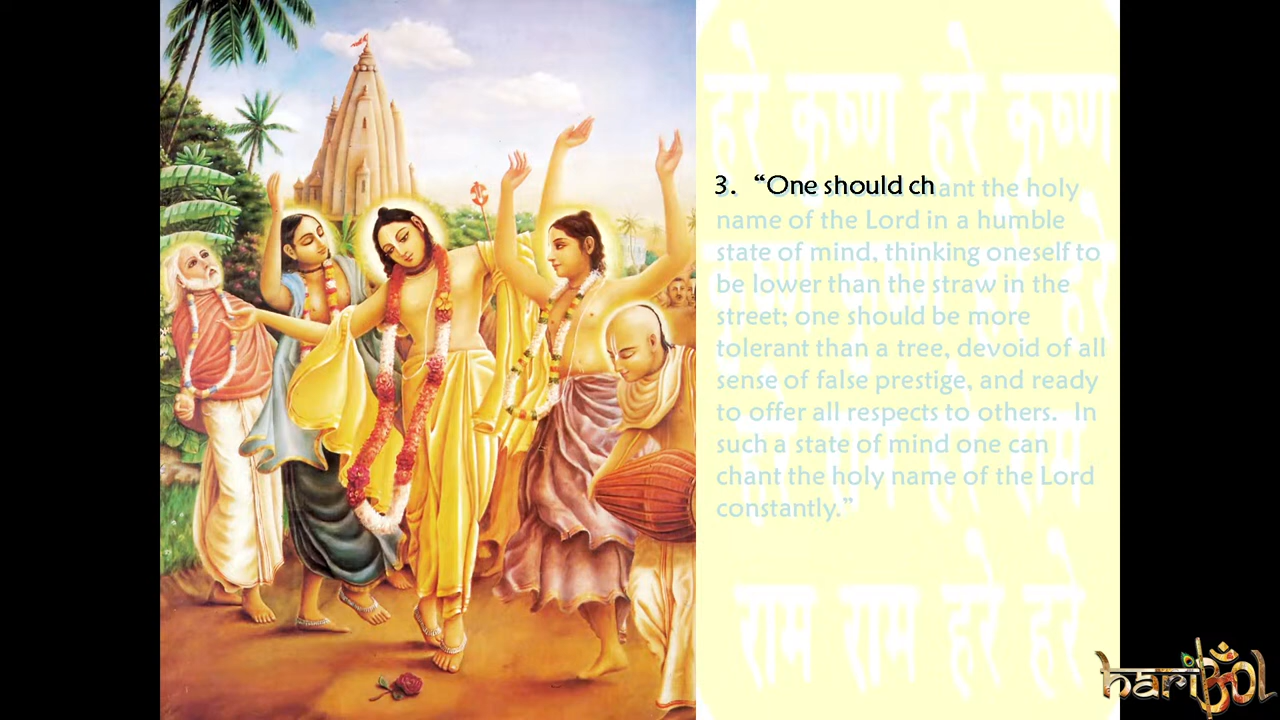 हरे कृष्ण हरे कृष्ण
3. “One should chant the holy
name of the Lord in a humble
state of mind, thinking oneself to
be lower than the straw in the
street; one should be more
tolerant than a tree, devoid of all
sense of false prestige, and ready
to offer all respects to others. In
such a state of mind one can
chant the holy name of the Lord
constantly.”
राम राम हरे हरे
hariबॐl